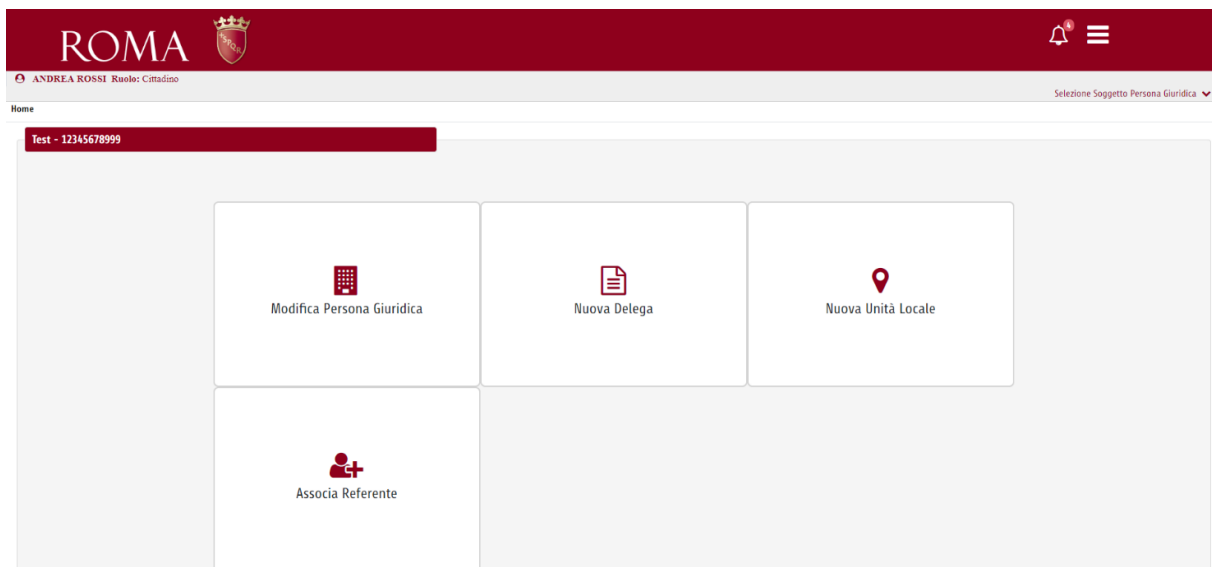 ROMA
S.P.Q.R.
4
ANDREA ROSSI Ruolo: Cittadino
Selezione Soggetto Persona Giuridica
Home
Test - 12345678999
Modifica Persona Giuridica
Nuova Delega
Nuova Unità Locale
Associa Referente